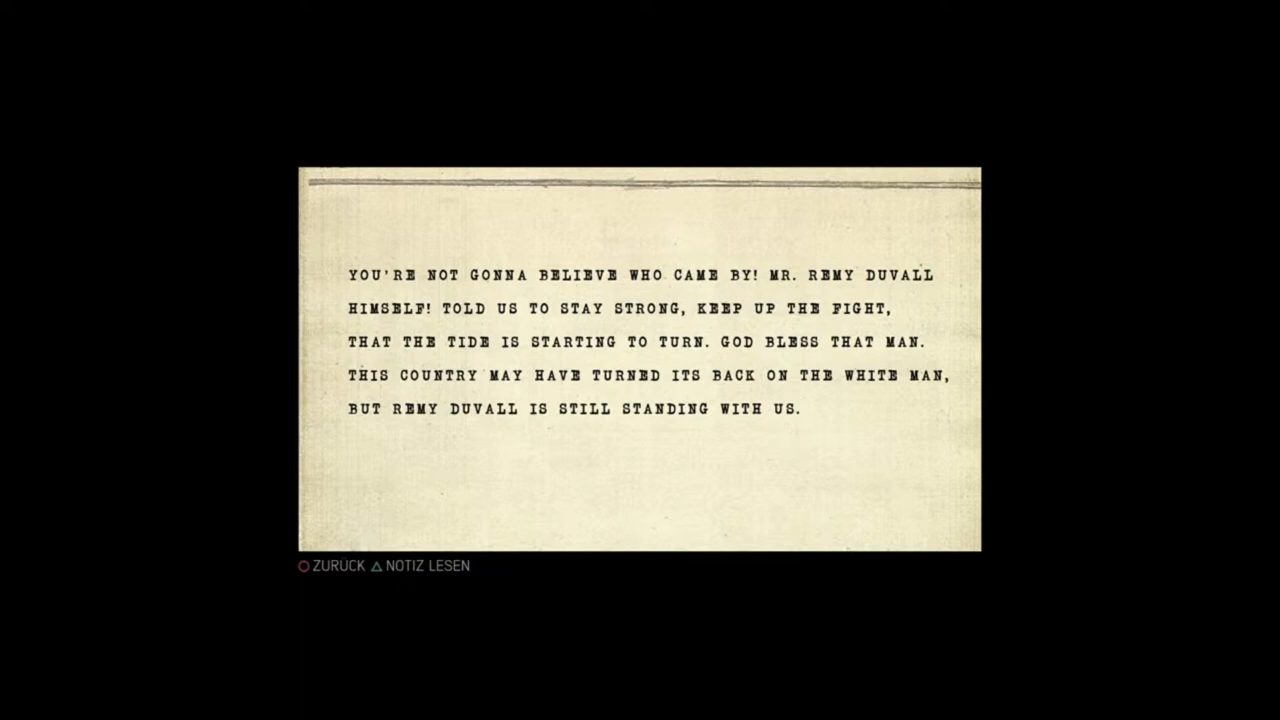 YOU'RE NOT GONNA BELIEVE WHO CAME BY! MR. REMY DUVALL
HIMSELF! TOLD US TO STAY STRONG, KEEP UP THE FIGHT,
THAT THE TIDE IS STARTING TO TURN. GOD BLESS THAT MAN.
THIS COUNTRY MAY HAVE TURNED ITS BACK ON THE WHITE MAN,
BUT REMY DUVALL IS STILL STANDING WITH US.
ZURÜCK NOTIZ LESEN